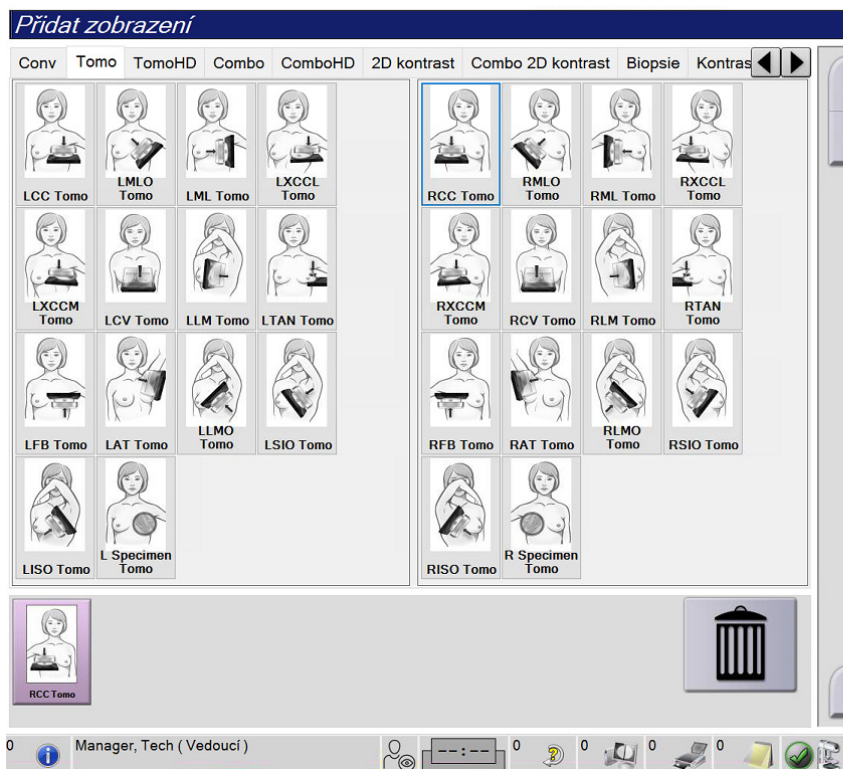 Přidat zobrazení
Conv Tomo TomoHD Combo ComboHD 2D kontrast Combo 2D kontrast Biopsie Kontras
LCC Tomo
LMLO
Tomo
LML Tomo
LXCCL
Tomo
RCC Tomo
RMLO
Tomo
RML Tomo
RXCCL
Tomo
LXCCM
Tomo
LCV Tomo
LLM Tomo
LTAN Tomo
RXCCM
Tomo
RCV Tomo
RLM Tomo
RTAN
Tomo
LFB Tomo
LAT Tomo
LLMO
Tomo
LSIO Tomo
RFB Tomo
RAT Tomo
RLMO
Tomo
RSIO Tomo
LISO Tomo
L Specimen
Tomo
RISO Tomo
R Specimen
Tomo
RCC Tomo
0 Manager, Tech ( Vedoucí ) --:-- 0 0 0 0